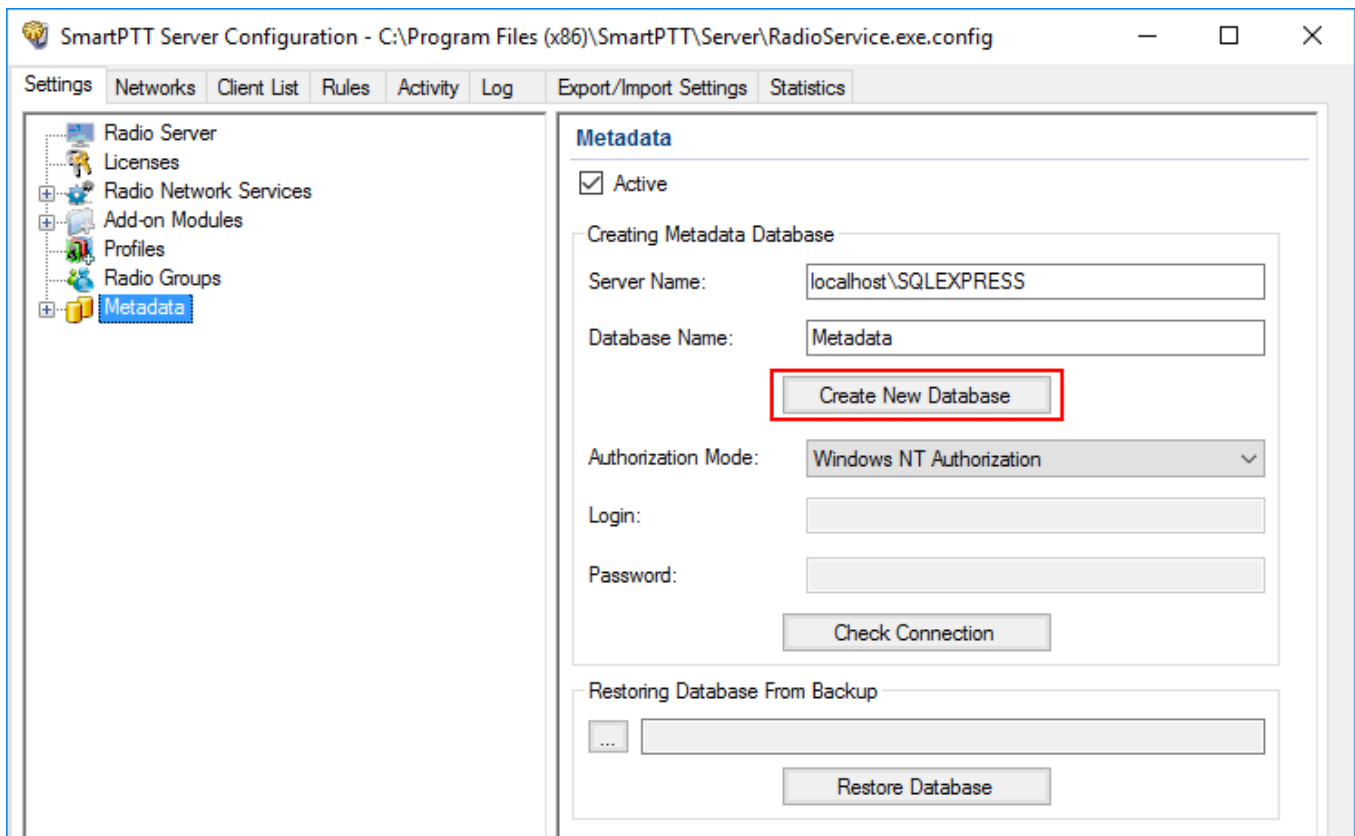 SmartPTT Server Configuration - C:\Program Files (x86)\SmartPTT\Server\RadioService.exe.config
Settings Networks Client List Rules Activity Log Export/Import Settings Statistics
Radio Server
Licenses
Radio Network Services
Add-on Modules
Profiles
Radio Groups
Metadata
Metadata
Active
Creating Metadata Database
Server Name: localhost\SQLEXPRESS
Database Name: Metadata
Create New Database
Authorization Mode: Windows NT Authorization
Login:
Password:
Check Connection
Restoring Database From Backup
...
Restore Database